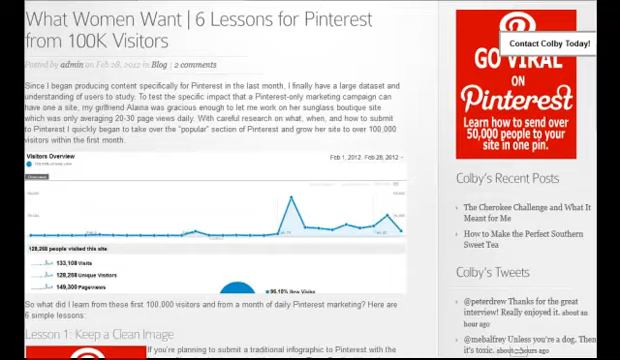 What Women Want | 6 Lessons for Pinterest
from 100K Visitors
Posted by admin on Feb 28, 2012 in Blog | 2 comments
Since I began producing content specifically for Pinterest in the last month, I finally have a large dataset and
understanding of users to study. To test the specific impact that a Pinterest-only marketing campaign can
have one a site, my girlfriend Alaina was gracious enough to let me work on her sunglass boutique site
which was only averaging 20-30 page views daily. With careful research on what, when, and how to submit
to Pinterest I quickly began to take over the "popular" section of Pinterest and grow her site to over 100,000
visitors within the first month.
Visitors Overview
Feb 1, 2012 - Feb 28, 2012
128,268 people visited this site
133,108 Visits
128,268 Unique Visitors
149,300 Pageviews
95.10% New Visits
So what did I learn from these first 100,000 visitors and from a month of daily Pinterest marketing? Here are
6 simple lessons:
Lesson 1: Keep a Clean Image
If you're planning to submit a traditional infographic to Pinterest with the
Contact Colby Today!
GO VIRAL
ON
Pinterest
Learn how to send over
50,000 people to your
site in one pin.
Colby's Recent Posts
The Cherokee Challenge and What It
Meant for Me
How to Make the Perfect Southern
Sweet Tea
Colby's Tweets
@peterdrew Thanks for the great
interview! Really enjoyed it. about an
hour ago
@mebalfrey Unless you're a dog. Then
it's toxic.